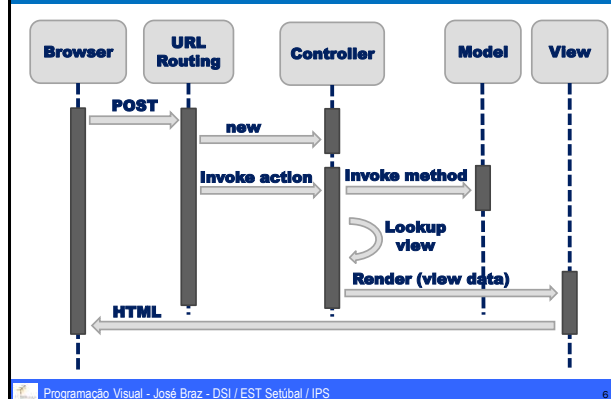 Browser
URL
Routing
Controller
Model
View
POST
new
Invoke action
Invoke method
Lookup
view
Render (view data)
HTML
Programação Visual - José Braz - DSI / EST Setúbal / IPS
6